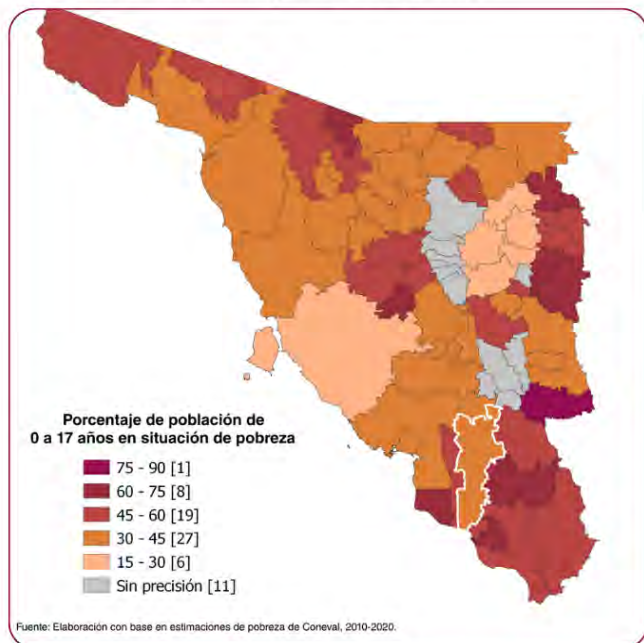 Porcentaje de población de
0 a 17 años en situación de pobreza
75 - 90 [1]
60 - 75 [8]
45 - 60 [19]
30 - 45 [27]
15 - 30 [6]
Sin precisión [11]
Fuente: Elaboración con base en estimaciones de pobreza de Coneval, 2010-2020.